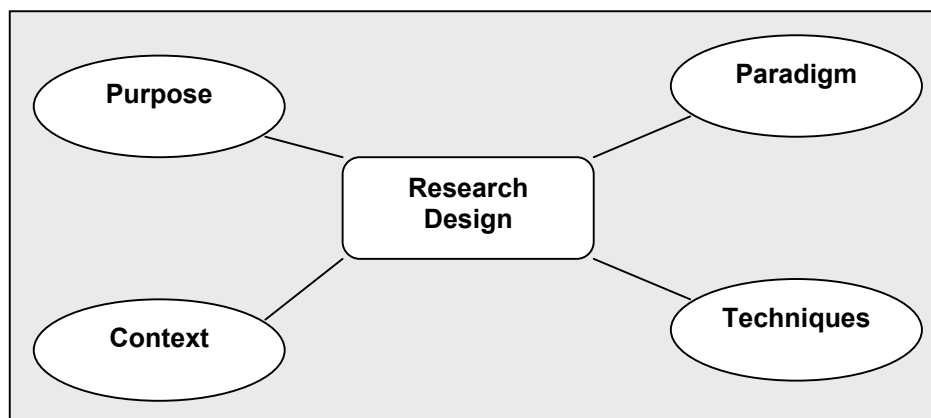 Purpose
Paradigm
Research
Design
Context
Techniques